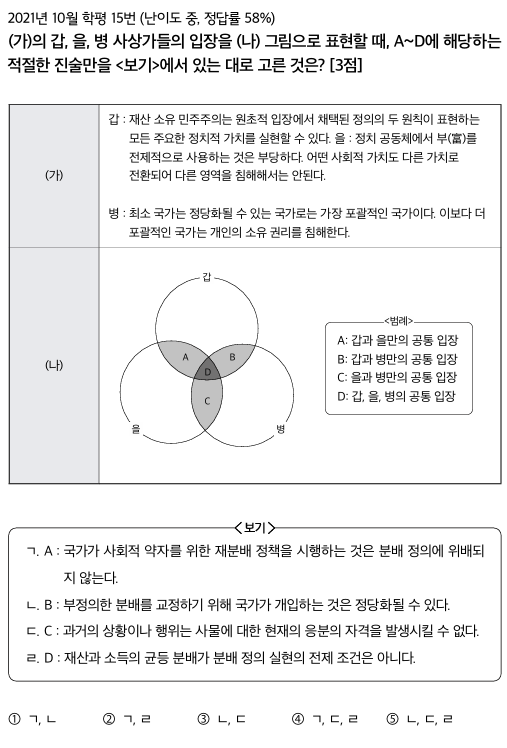 2021년 10월 학평 15번 (난이도 중, 정답률 58%)
(가)의 갑, 을, 병 사상가들의 입장을 (나) 그림으로 표현할 때, A~D에 해당하는
적절한 진술만을 <보기>에서 있는 대로 고른 것은? [3점]
(가)
갑 : 재산 소유 민주주의는 원초적 입장에서 채택된 정의의 두 원칙이 표현하는
모든 주요한 정치적 가치를 실현할 수 있다. 을 : 정치 공동체에서 부(富)를
전제적으로 사용하는 것은 부당하다. 어떤 사회적 가치도 다른 가치로
전환되어 다른 영역을 침해해서는 안된다.
병 : 최소 국가는 정당화될 수 있는 국가로는 가장 포괄적인 국가이다. 이보다 더
포괄적인 국가는 개인의 소유 권리를 침해한다.
(나)
갑
A
B
D
C
을
병
<범례>
A: 갑과 을만의 공통 입장
B: 갑과 병만의 공통 입장
C: 을과 병만의 공통 입장
D: 갑, 을, 병의 공통 입장
<보기>
ㄱ. A : 국가가 사회적 약자를 위한 재분배 정책을 시행하는 것은 분배 정의에 위배되
지 않는다.
ㄴ. B : 부정의한 분배를 교정하기 위해 국가가 개입하는 것은 정당화될 수 있다.
ㄷ. C : 과거의 상황이나 행위는 사물에 대한 현재의 응분의 자격을 발생시킬 수 없다.
ㄹ. D : 재산과 소득의 균등 분배가 분배 정의 실현의 전제 조건은 아니다.
① ㄱ, ㄴ ② ㄱ, ㄹ ③ ㄴ, ㄷ ④ ㄱ, ㄷ, ㄹ ⑤ ㄴ, ㄷ, ㄹ